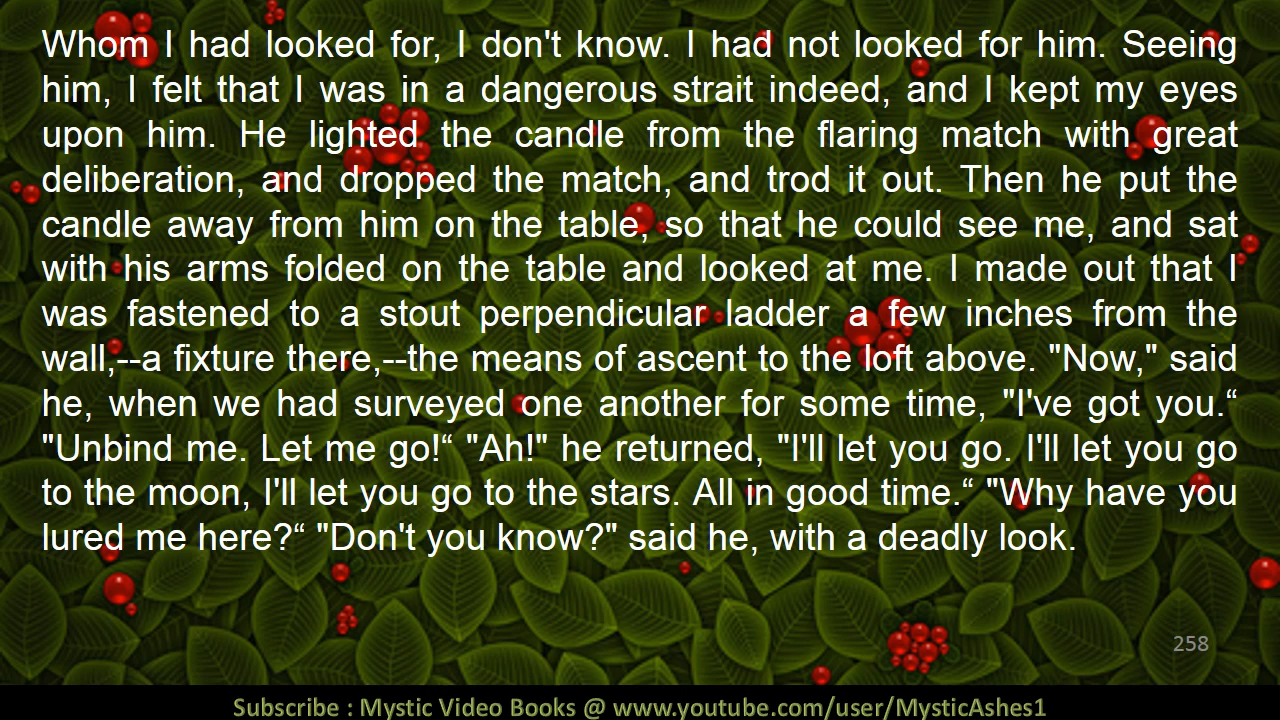 Whom I had looked for, I don't know. I had not looked for him. Seeing
him, I felt that I was in a dangerous strait indeed, and I kept my eyes
upon him. He lighted the candle from the flaring match with great
deliberation, and dropped the match, and trod it out. Then he put the
candle away from him on the table, so that he could see me, and sat
with his arms folded on the table and looked at me. I made out that I
was fastened to a stout perpendicular ladder a few inches from the
wall,--a fixture there,--the means of ascent to the loft above. "Now," said
he, when we had surveyed one another for some time, "I've got you.“
"Unbind me. Let me go!“ "Ah!" he returned, "I'll let you go. I'll let you go
to the moon, I'll let you go to the stars. All in good time.“ "Why have you
lured me here?“ "Don't you know?" said he, with a deadly look.
258
Subscribe : Mystic Video Books @ www.youtube.com/user/MysticAshes1